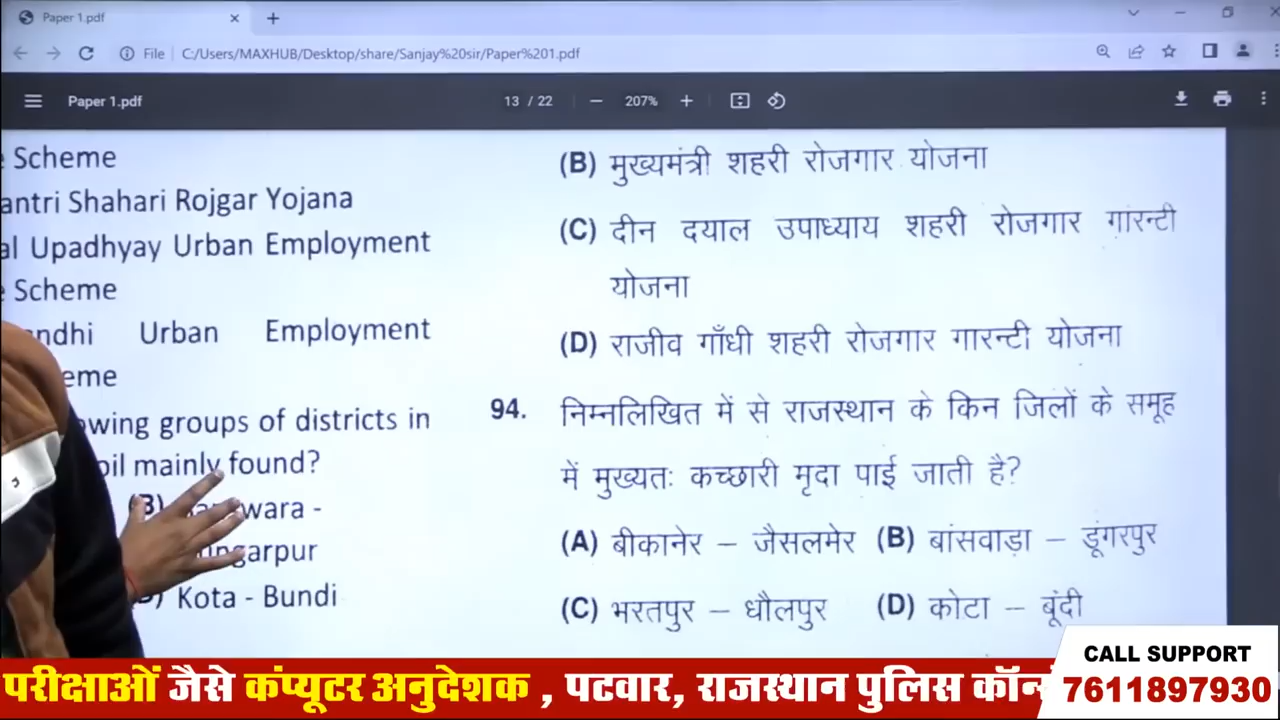 Paper 1.pdf
File C:/Users/MAXHUB/Desktop/share/Sanjay%20sir/Paper%201.pdf
Paper 1.pdf 13 / 22 207%
Scheme
antri Shahari Rojgar Yojana
al Upadhyay Urban Employment
Scheme
ndhi Urban Employment
eme
owing groups of districts in
oil mainly found?
wara -
ungarpur
Kota - Bundi
(B) मुख्यमंत्री शहरी रोजगार योजना
(C) दीन दयाल उपाध्याय शहरी रोजगार गारन्टी
योजना
(D) राजीव गाँधी शहरी रोजगार गारन्टी योजना
94. निम्नलिखित में से राजस्थान के किन जिलों के समूह
में मुख्यतः कच्छारी मृदा पाई जाती है?
(A) बीकानेर – जैसलमेर (B) बांसवाड़ा – डूंगरपुर
(C) भरतपुर – धौलपुर (D) कोटा – बूंदी
परीक्षाओं जैसे कंप्यूटर अनुदेशक , पटवार, राजस्थान पुलिस
CALL SUPPORT
7611897930